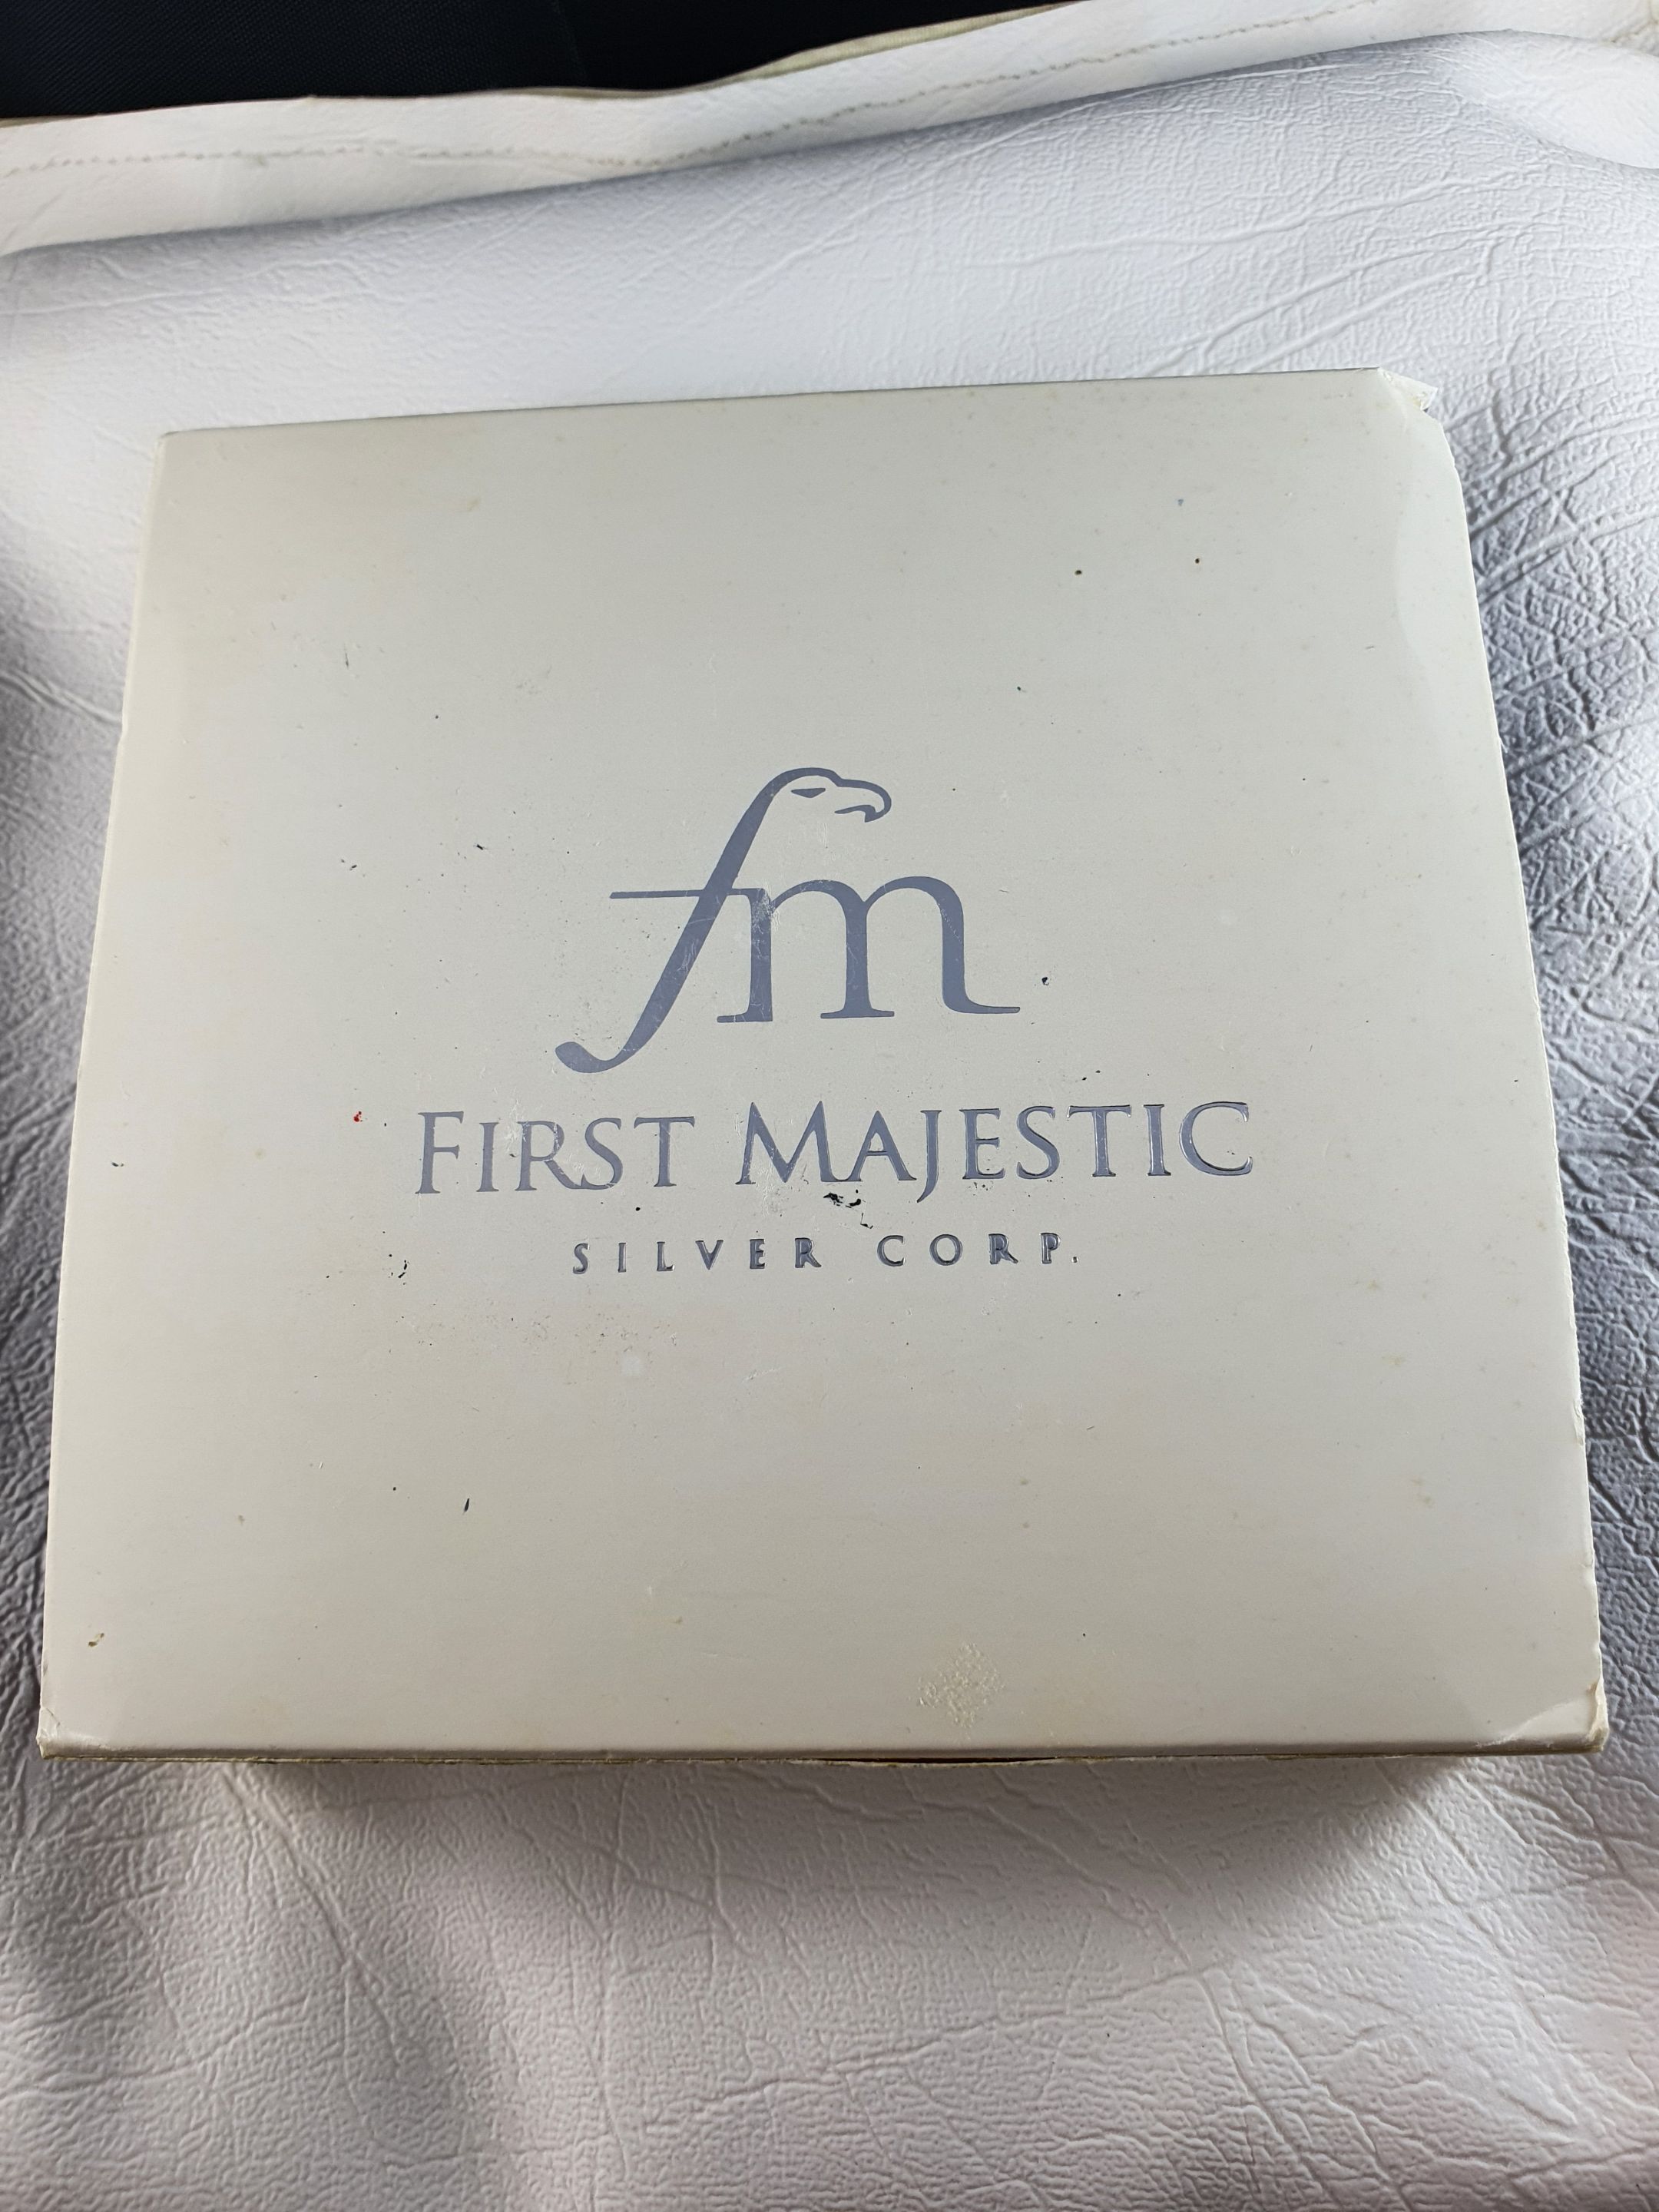 fm
FIRST MAJESTIC
SILVER CORP.